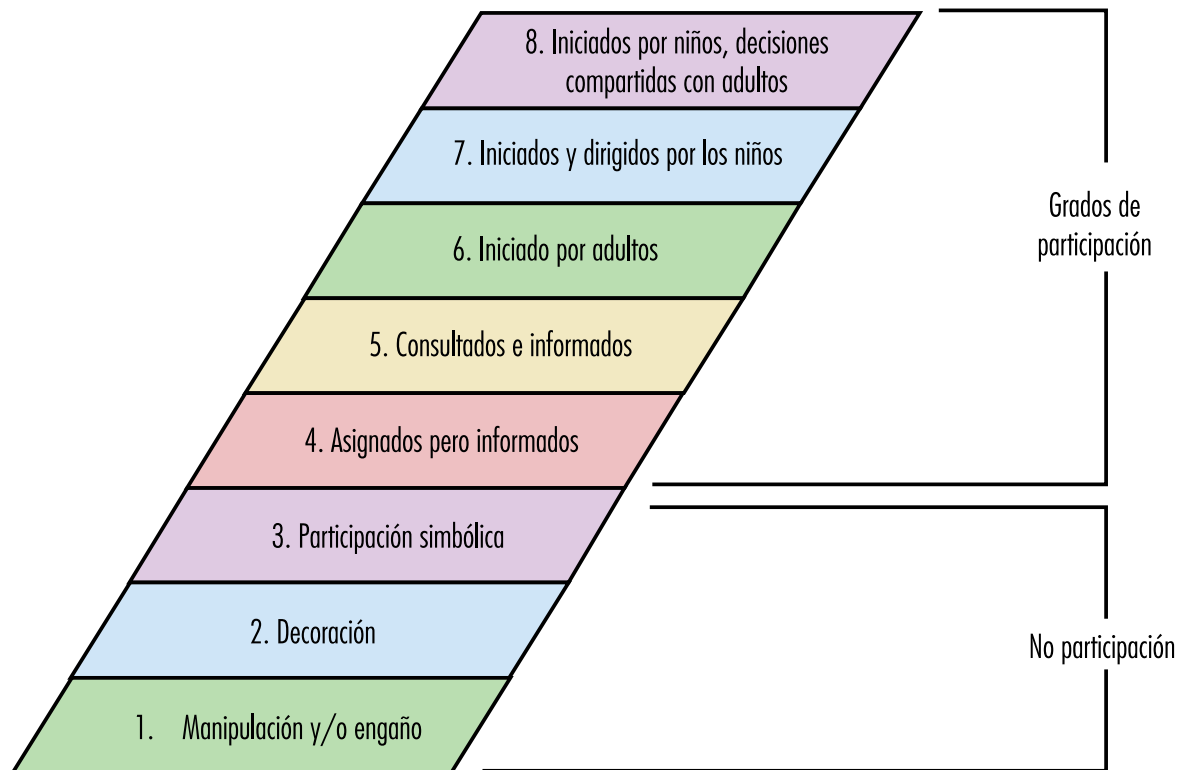 8. Iniciados por niños, decisiones
compartidas con adultos
7. Iniciados y dirigidos por los niños
6. Iniciado por adultos
5. Consultados e informados
4. Asignados pero informados
3. Participación simbólica
2. Decoración
1. Manipulación y/o engaño
Grados de
participación
No participación